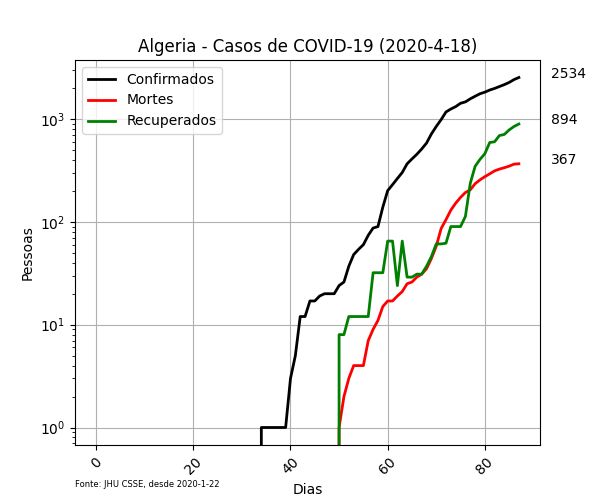 Algeria - Casos de COVID-19 (2020-4-18)
Confirmados
Mortes
Recuperados
2534
894
367
10³
10²
10¹
10⁰
Pessoas
0 20 40 60 80
Dias
Fonte: JHU CSSE, desde 2020-1-22